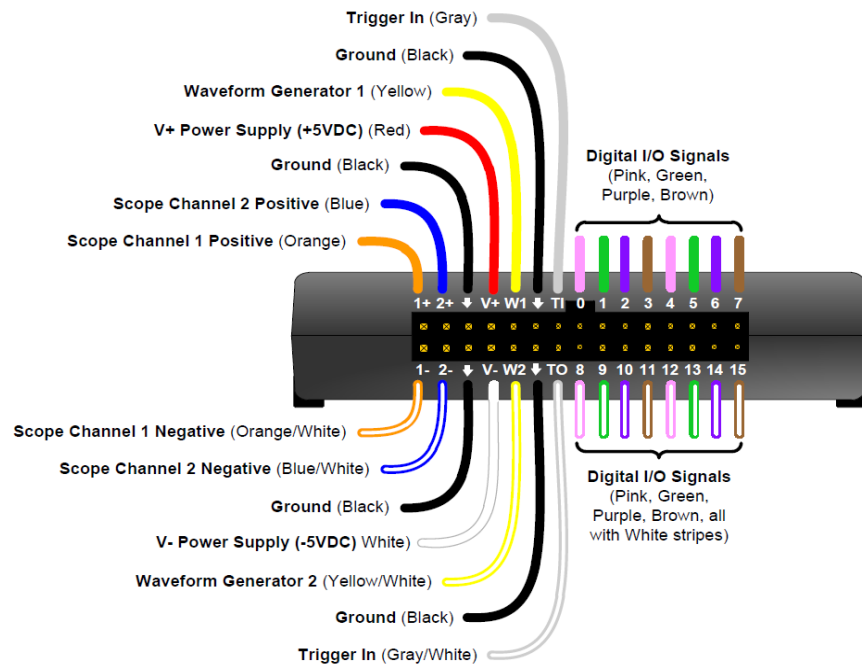 Trigger In (Gray)
Ground (Black)
Waveform Generator 1 (Yellow)
V+ Power Supply (+5VDC) (Red)
Ground (Black)
Scope Channel 2 Positive (Blue)
Scope Channel 1 Positive (Orange)
Digital I/O Signals
(Pink, Green,
Purple, Brown)
1+ 2+ V+ W1 TI 0 1 2 3 4 5 6 7
1- 2- V- W2 TO 8 9 10 11 12 13 14 15
Scope Channel 1 Negative (Orange/White)
Scope Channel 2 Negative (Blue/White)
Ground (Black)
V- Power Supply (-5VDC) White)
Waveform Generator 2 (Yellow/White)
Ground (Black)
Trigger In (Gray/White)
Digital I/O Signals
(Pink, Green,
Purple, Brown, all
with White stripes)